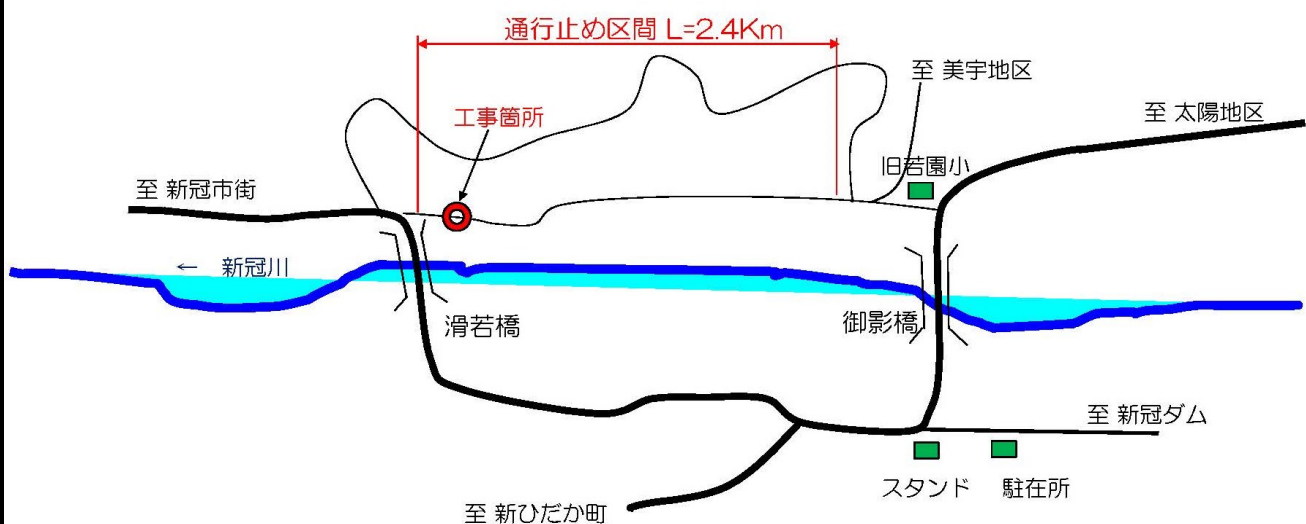 通行止め区間 L=2.4Km
至 美宇地区
至 太陽地区
工事箇所
旧若園小
至 新冠市街
← 新冠川
滑若橋
御影橋
至 新冠ダム
スタンド
駐在所
至 新ひだか町